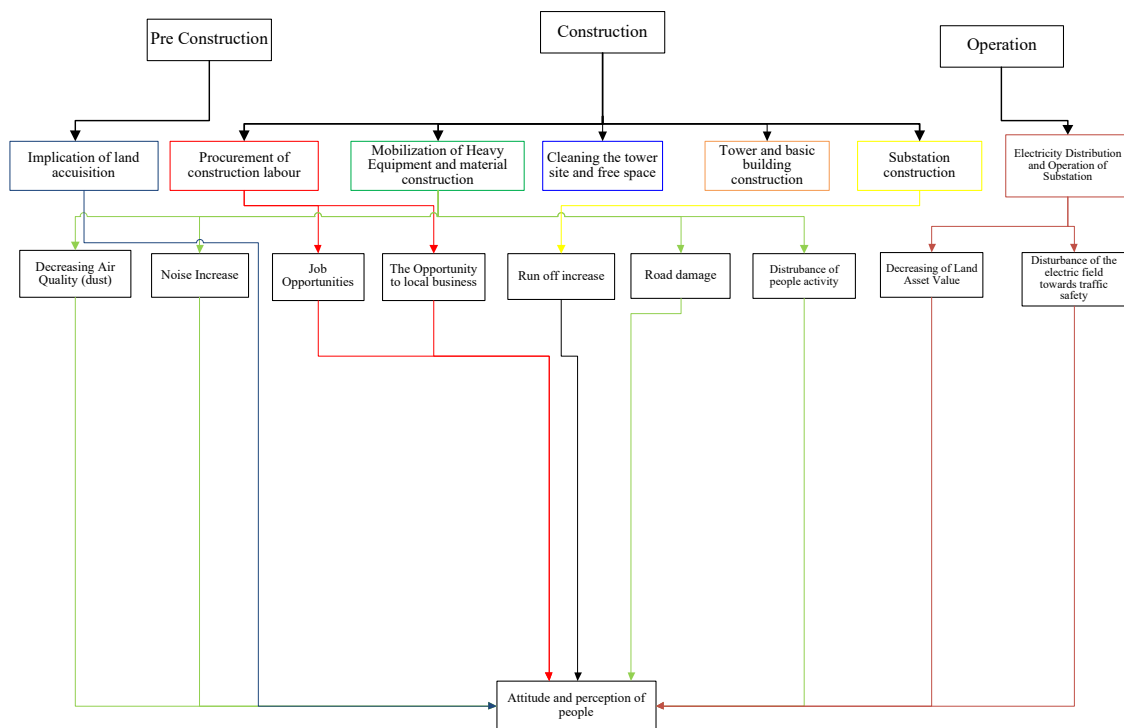 Pre Construction
Construction
Operation
Implication of land
accuisition
Procurement of
construction labour
Mobilization of Heavy
Equipment and material
construction
Cleaning the tower
site and free space
Tower and basic
building
construction
Substation
construction
Electricity Distribution
and Operation of
Substation
Decreasing Air
Quality (dust)
Noise Increase
Job
Opportunities
The Opportunity
to local business
Run off increase
Road damage
Distrubance of
people activity
Decreasing of Land
Asset Value
Disturbance of the
electric field
towards traffic
safety
Attitude and perception of
people